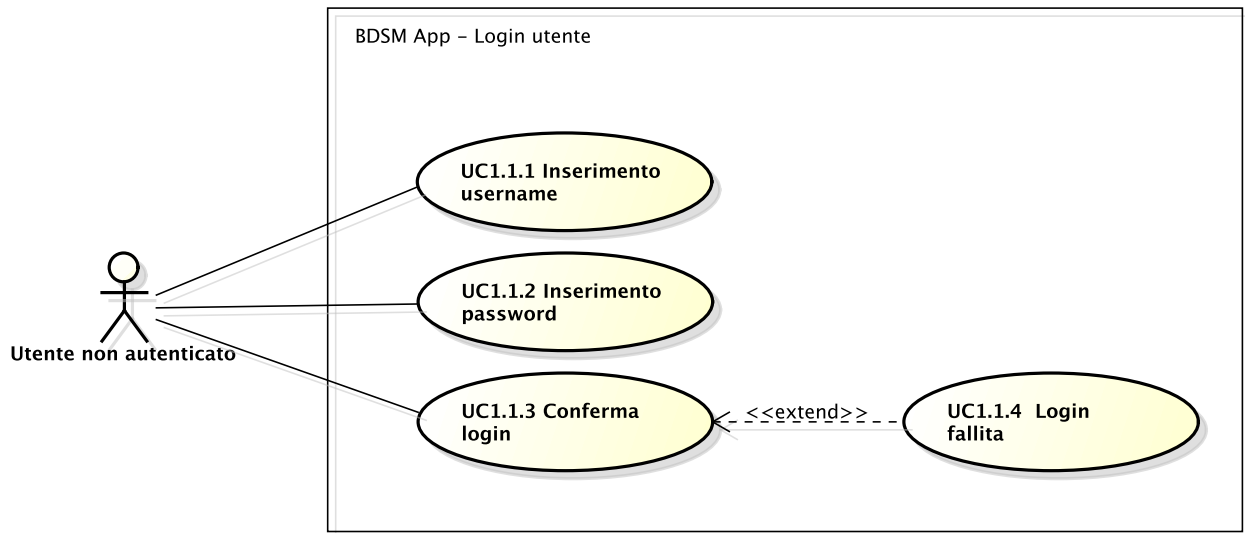 BDSM App – Login utente
UC1.1.1 Inserimento
username
UC1.1.2 Inserimento
password
Utente non autenticato
UC1.1.3 Conferma
login
<<extend>>
UC1.1.4  Login
fallita